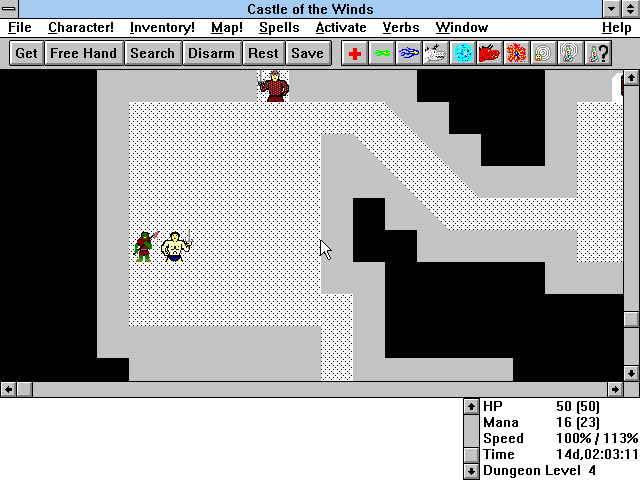 Castle of the Winds
File Character! Inventory! Map! Spells Activate Verbs Window Help
Get Free Hand Search Disarm Rest Save ?
HP 50 (50)
Mana 16 (23)
Speed 100% / 113%
Time 14d,02:03:11
Dungeon Level 4